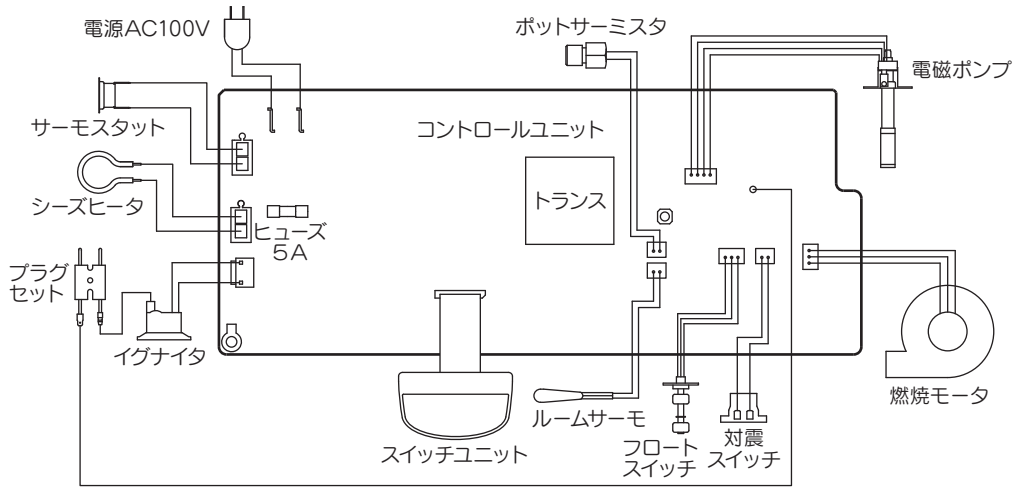 電源AC100V
ポットサーミスタ
電磁ポンプ
サーモスタット
コントロールユニット
トランス
シーズヒータ
ヒューズ
5A
プラグ
セット
イグナイタ
燃焼モータ
ルームサーモ
フロート
スイッチ
対震
スイッチ
スイッチユニット